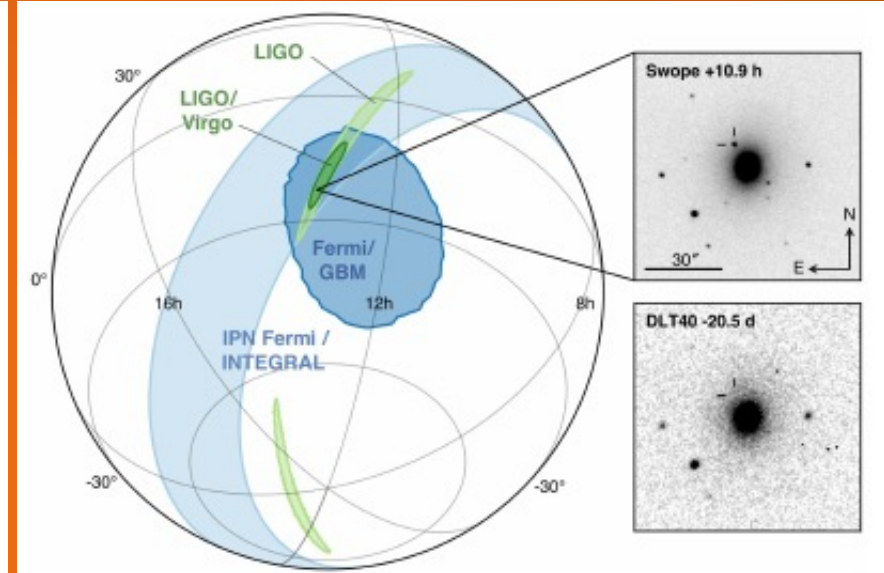 LIGO
LIGO/
Virgo
30°
0°
-30°
-30°
16h
12h
8h
Fermi/
GBM
IPN Fermi /
INTEGRAL
Swope +10.9 h
N
E
30"
DLT40 -20.5 d